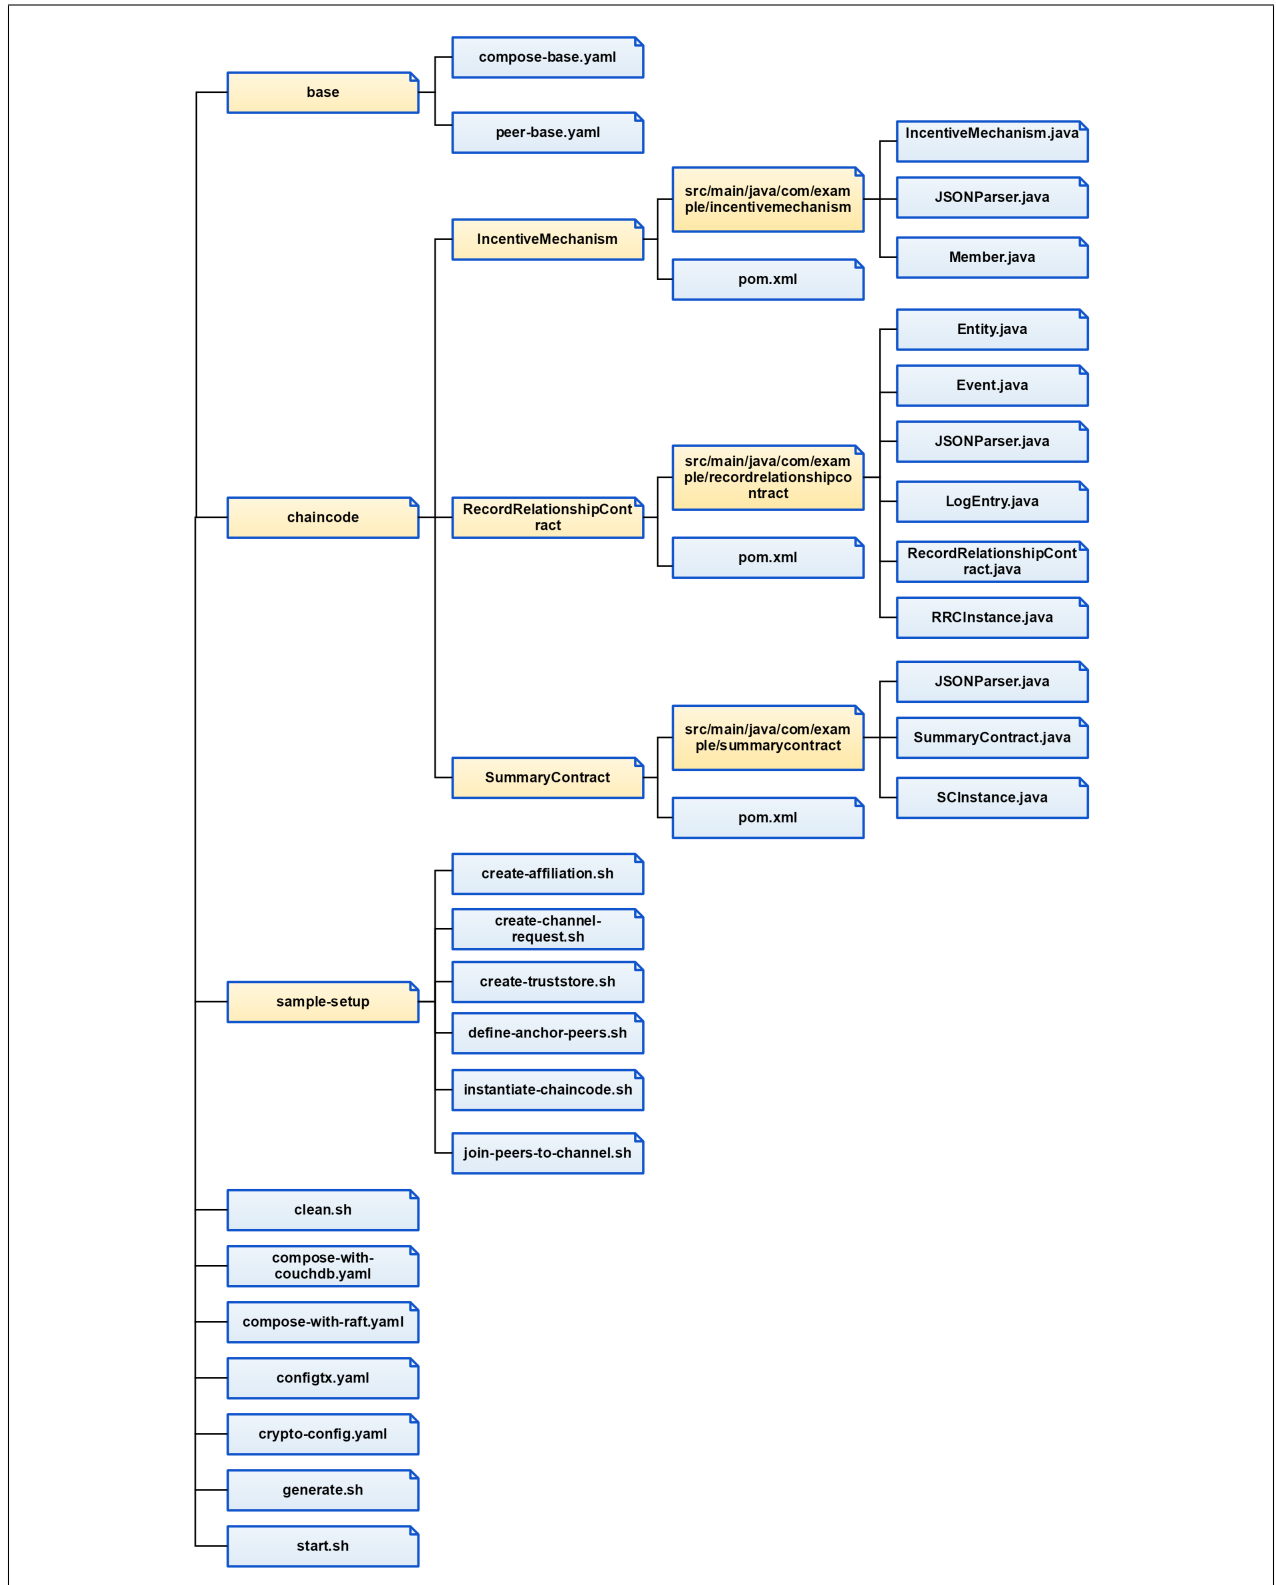 compose-base.yaml
base
peer-base.yaml
IncentiveMechanism.java
src/main/java/com/exam
ple/incentivemechanism
JSONParser.java
IncentiveMechanism
Member.java
pom.xml
Entity.java
Event.java
JSONParser.java
src/main/java/com/exam
ple/recordrelationshipco
ntract
LogEntry.java
chaincode
RecordRelationshipCont
ract
pom.xml
RecordRelationshipCont
ract.java
RRCInstance.java
JSONParser.java
src/main/java/com/exam
ple/summarycontract
SummaryContract.java
SummaryContract
SCInstance.java
pom.xml
create-affiliation.sh
create-channel-
request.sh
create-truststore.sh
sample-setup
define-anchor-peers.sh
instantiate-chaincode.sh
join-peers-to-channel.sh
clean.sh
compose-with-
couchdb.yaml
compose-with-raft.yaml
configtx.yaml
crypto-config.yaml
generate.sh
start.sh